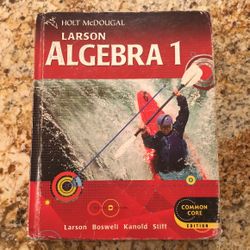 HOLT McDOUGAL
LARSON
ALGEBRA 1
Larson Boswell Kanold Stiff
COMMON
CORE
EDITION